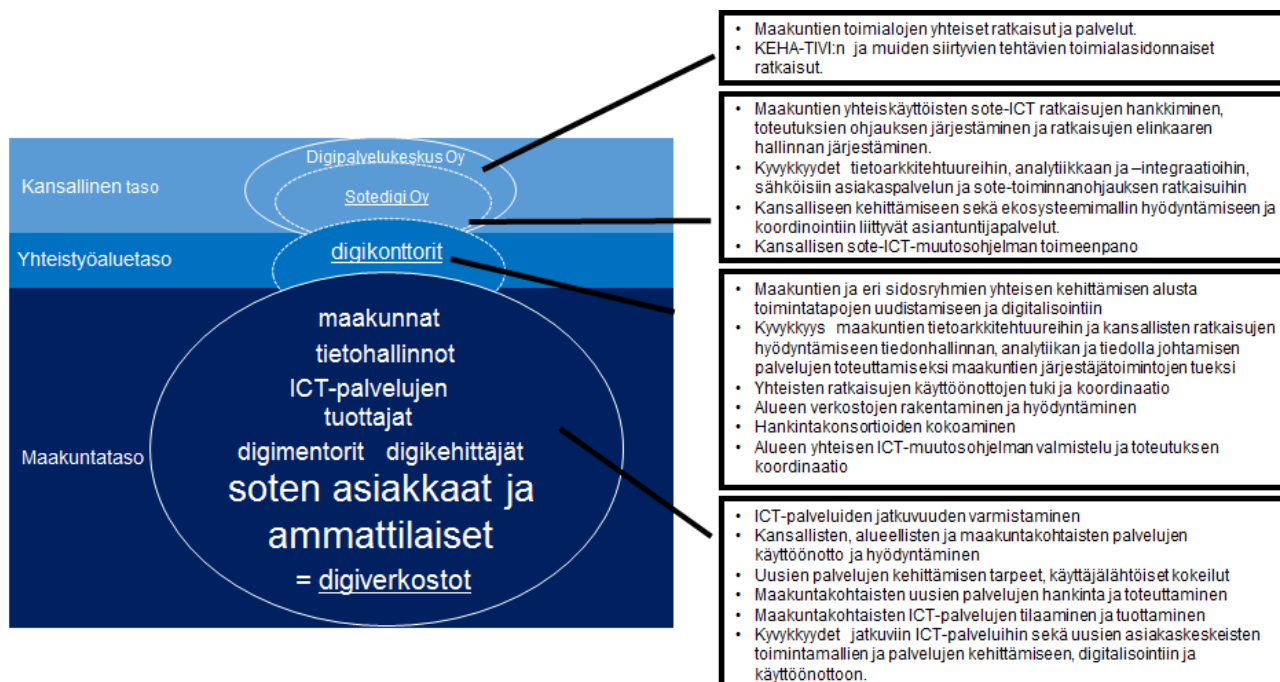 Kansallinen taso
Digipalvelukeskus Oy
Sotedigi Oy
Yhteistyöaluetaso
digikonttorit
Maakuntataso
maakunnat
tietohallinnot
ICT-palvelujen
tuottajat
digimentorit digikehittäjät
soten asiakkaat ja
ammattilaiset
= digiverkostot
• Maakuntien toimialojen yhteiset ratkaisut ja palvelut.
• KEHA-TIVI:n ja muiden siirtyvien tehtävien toimialasidonnaiset
ratkaisut.
• Maakuntien yhteiskäyttöisten sote-ICT ratkaisujen hankkiminen,
toteutuksien ohjauksen järjestäminen ja ratkaisujen elinkaaren
hallinnan järjestäminen.
• Kyvykkyydet tietoarkkitehtuureihin, analytiikkaan ja –integraatioihin,
sähköisiin asiakaspalvelun ja sote-toiminnanohjauksen ratkaisuihin
• Kansalliseen kehittämiseen sekä ekosysteemimallin hyödyntämiseen ja
koordinointiin liittyvät asiantuntijapalvelut.
• Kansallisen sote-ICT-muutosohjelman toimeenpano
• Maakuntien ja eri sidosryhmien yhteisen kehittämisen alusta
toimintatapojen uudistamiseen ja digitalisointiin
• Kyvykkyys maakuntien tietoarkkitehtuureihin ja kansallisten ratkaisujen
hyödyntämiseen tiedonhallinnan, analytiikan ja tiedolla johtamisen
palvelujen toteuttamiseksi maakuntien järjestäjätoimintojen tueksi
• Yhteisten ratkaisujen käyttöönottojen tuki ja koordinaatio
• Alueen verkostojen rakentaminen ja hyödyntäminen
• Hankintakonsortioiden kokoaminen
• Alueen yhteisen ICT-muutosohjelman valmistelu ja toteutuksen
koordinaatio
• ICT-palveluiden jatkuvuuden varmistaminen
• Kansallisten, alueellisten ja maakuntakohtaisten palvelujen
käyttöönotto ja hyödyntäminen
• Uusien palvelujen kehittämisen tarpeet, käyttäjälähtöiset kokeilut
• Maakuntakohtaisten uusien palvelujen hankinta ja toteuttaminen
• Maakuntakohtaisten ICT-palvelujen tilaaminen ja tuottaminen
• Kyvykkyydet jatkuviin ICT-palveluihin sekä uusien asiakaskeskeisten
toimintamallien ja palvelujen kehittämiseen, digitalisointiin ja
käyttöönottoon.